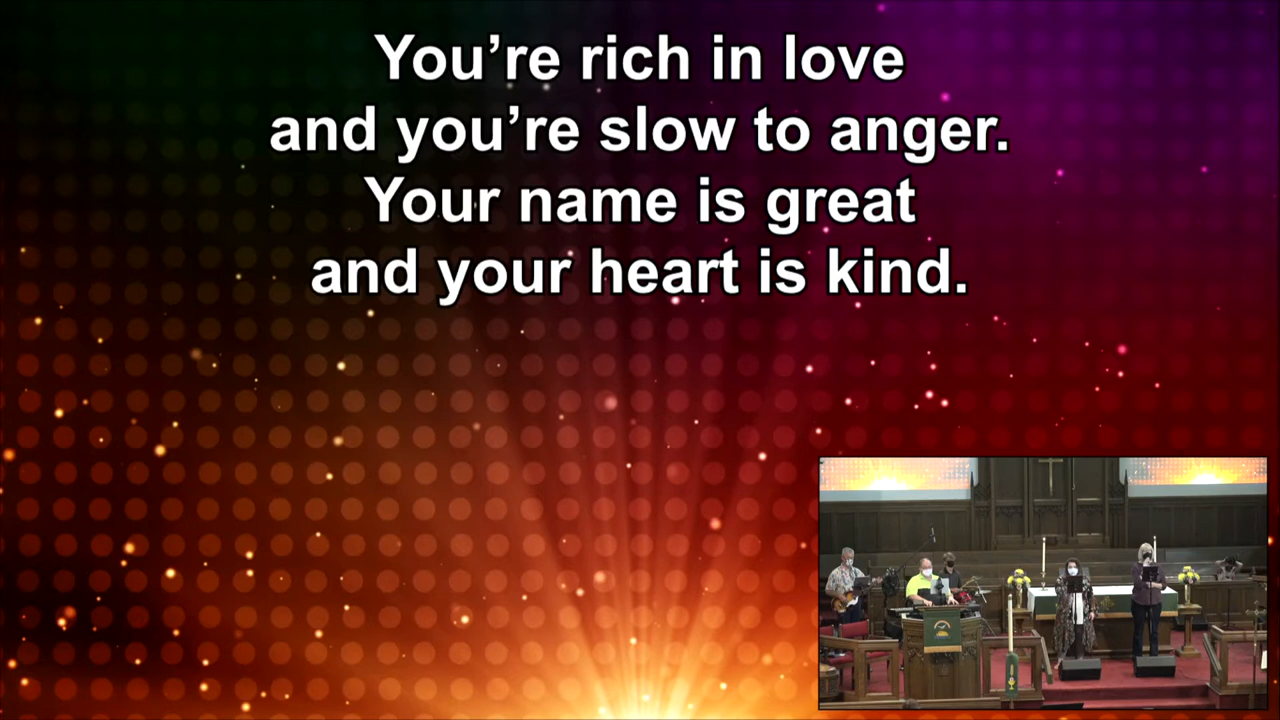 You’re rich in love
and you’re slow to anger.
Your name is great
and your heart is kind.